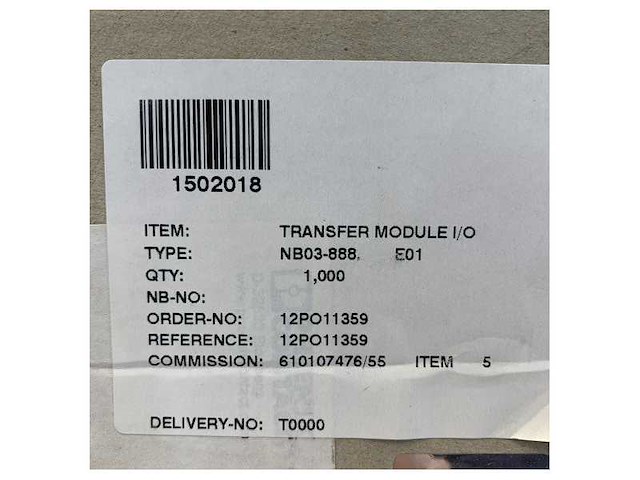 1502018
ITEM: TRANSFER MODULE I/O
TYPE: NB03-888. E01
QTY: 1,000
NB-NO:
ORDER-NO: 12PO11359
REFERENCE: 12PO11359
COMMISSION: 610107476/55 ITEM 5
DELIVERY-NO: T0000